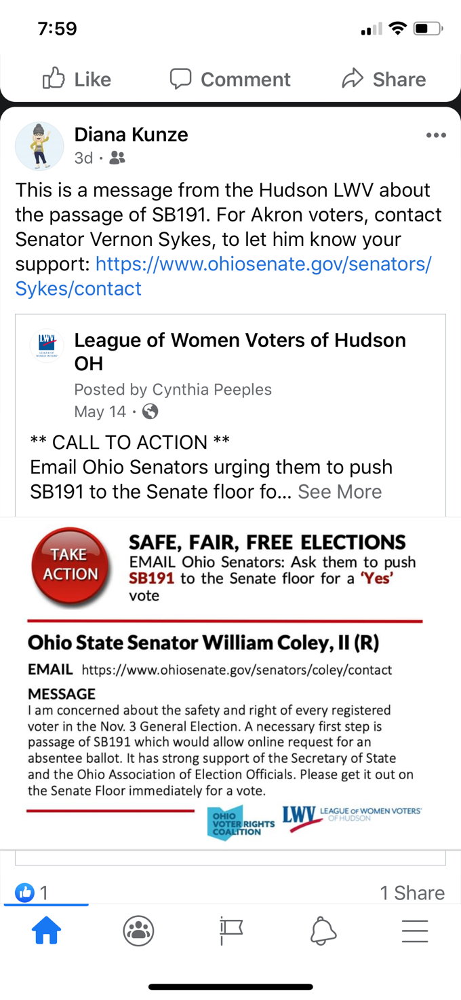 7:59
Like Comment Share
Diana Kunze
3d ·
This is a message from the Hudson LWV about
the passage of SB191. For Akron voters, contact
Senator Vernon Sykes, to let him know your
support: https://www.ohiosenate.gov/senators/
Sykes/contact
LWV
LEAGUE OF
WOMEN VOTERS
League of Women Voters of Hudson
OH
Posted by Cynthia Peeples
May 14 ·
** CALL TO ACTION **
Email Ohio Senators urging them to push
SB191 to the Senate floor fo... See More
TAKE
ACTION
SAFE, FAIR, FREE ELECTIONS
EMAIL Ohio Senators: Ask them to push
SB191 to the Senate floor for a ‘Yes’
vote
Ohio State Senator William Coley, II (R)
EMAIL https://www.ohiosenate.gov/senators/coley/contact
MESSAGE
I am concerned about the safety and right of every registered
voter in the Nov. 3 General Election. A necessary first step is
passage of SB191 which would allow online request for an
absentee ballot. It has strong support of the Secretary of State
and the Ohio Association of Election Officials. Please get it out on
the Senate Floor immediately for a vote.
OHIO
VOTER RIGHTS
COALITION
LWV LEAGUE OF WOMEN VOTERS®
OF HUDSON
1 1 Share